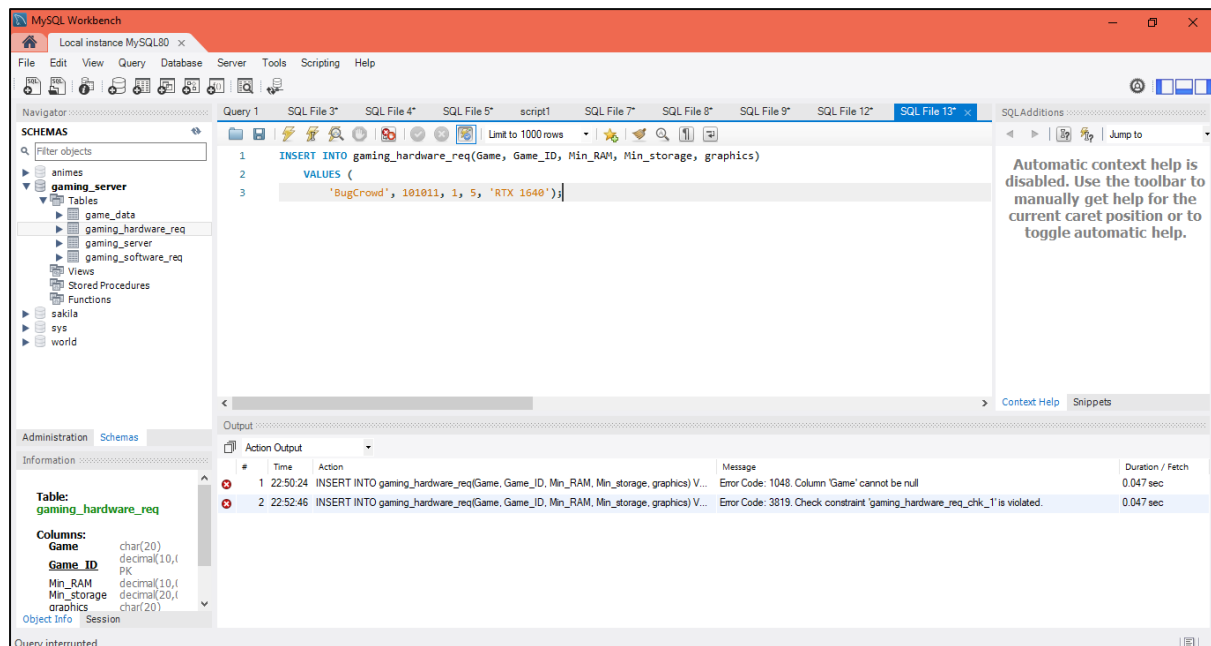 MySQL Workbench
Local instance MySQL80 ×
File Edit View Query Database Server Tools Scripting Help
Navigator
SCHEMAS
Filter objects
animes
gaming_server
Tables
game_data
gaming_hardware_req
gaming_server
gaming_software_req
Views
Stored Procedures
Functions
sakila
sys
world
Administration Schemas
Information
Table:
gaming_hardware_req
Columns:
Game char(20)
Game_ID decimal(10,(
PK
Min_RAM decimal(10,(
Min_storage decimal(20,(
graphics char(20)
Object Info Session
Query interrupted
Query 1 SQL File 3* SQL File 4* SQL File 5* script1 SQL File 7* SQL File 8* SQL File 9* SQL File 12* SQL File 13* ×
Limit to 1000 rows
1 INSERT INTO gaming_hardware_req(Game, Game_ID, Min_RAM, Min_storage, graphics)
2 VALUES (
3 'BugCrowd', 101011, 1, 5, 'RTX 1640');
Output
Action Output
# Time Action Message Duration / Fetch
1 22:50:24 INSERT INTO gaming_hardware_req(Game, Game_ID, Min_RAM, Min_storage, graphics) V... Error Code: 1048. Column 'Game' cannot be null 0.047 sec
2 22:52:46 INSERT INTO gaming_hardware_req(Game, Game_ID, Min_RAM, Min_storage, graphics) V... Error Code: 3819. Check constraint 'gaming_hardware_req_chk_1' is violated. 0.047 sec
SQLAdditions
Jump to
Automatic context help is
disabled. Use the toolbar to
manually get help for the
current caret position or to
toggle automatic help.
Context Help Snippets